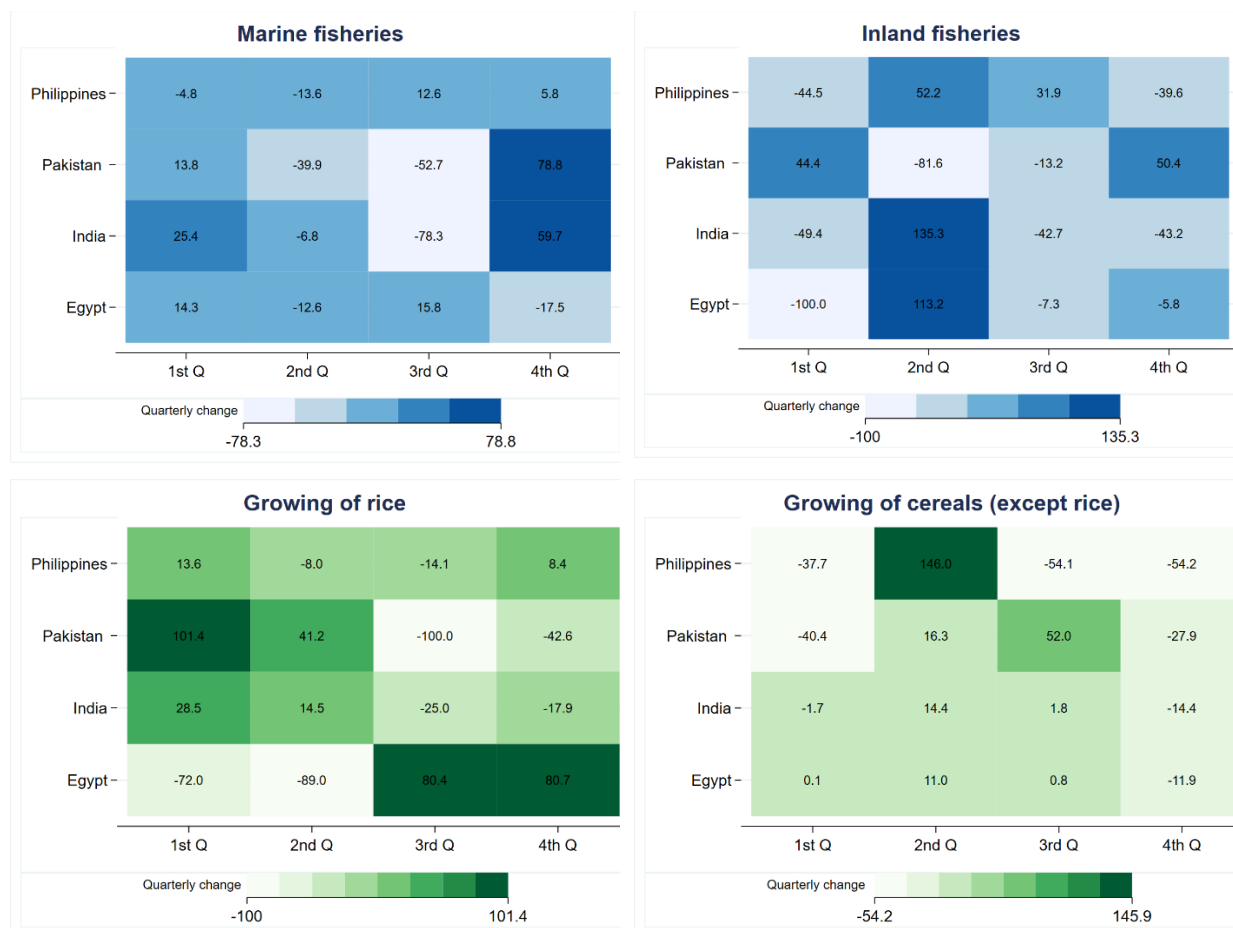 Marine fisheries
Philippines -4.8 -13.6 12.6 5.8
Pakistan 13.8 -39.9 -52.7 78.8
India 25.4 -6.8 -78.3 59.7
Egypt 14.3 -12.6 15.8 -17.5
1st Q 2nd Q 3rd Q 4th Q
Quarterly change
-78.3 78.8
Inland fisheries
Philippines -44.5 52.2 31.9 -39.6
Pakistan 44.4 -81.6 -13.2 50.4
India -49.4 135.3 -42.7 -43.2
Egypt -100.0 113.2 -7.3 -5.8
1st Q 2nd Q 3rd Q 4th Q
Quarterly change
-100 135.3
Growing of rice
Philippines 13.6 -8.0 -14.1 8.4
Pakistan 101.4 41.2 -100.0 -42.6
India 28.5 14.5 -25.0 -17.9
Egypt -72.0 -89.0 80.4 80.7
1st Q 2nd Q 3rd Q 4th Q
Quarterly change
-100 101.4
Growing of cereals (except rice)
Philippines -37.7 146.0 -54.1 -54.2
Pakistan -40.4 16.3 52.0 -27.9
India -1.7 14.4 1.8 -14.4
Egypt 0.1 11.0 0.8 -11.9
1st Q 2nd Q 3rd Q 4th Q
Quarterly change
-54.2 145.9